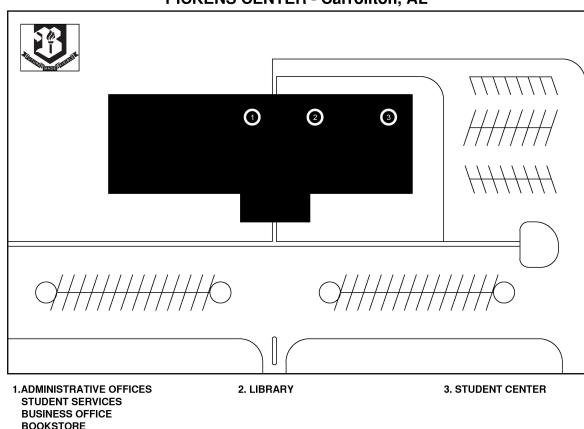 PICKENS CENTER - Carrollton, AL
1
2
3
1.ADMINISTRATIVE OFFICES
STUDENT SERVICES
BUSINESS OFFICE
BOOKSTORE
2. LIBRARY
3. STUDENT CENTER